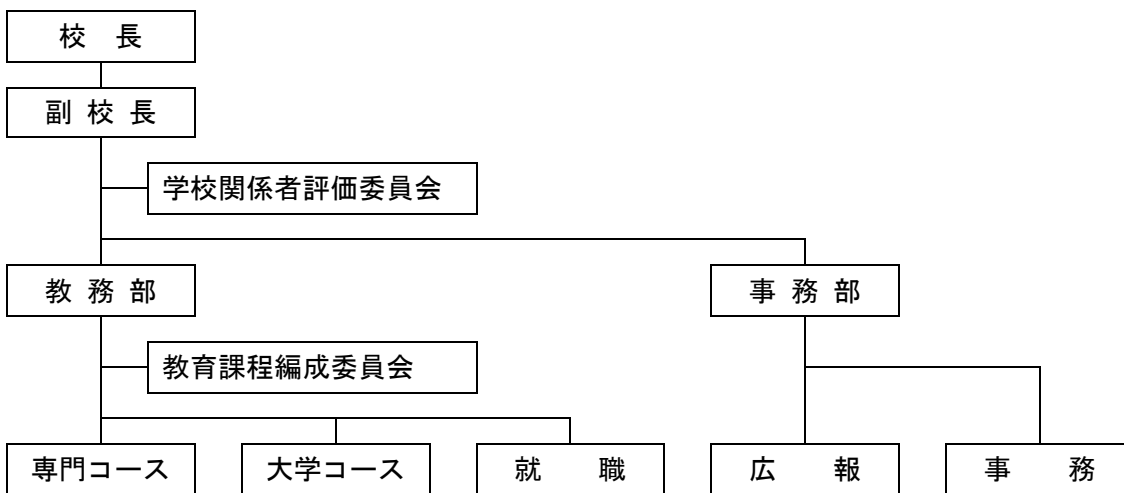 校　長
副 校 長
学校関係者評価委員会
教 務 部
事 務 部
教育課程編成委員会
専門コース
大学コース
就　職
広　報
事　務